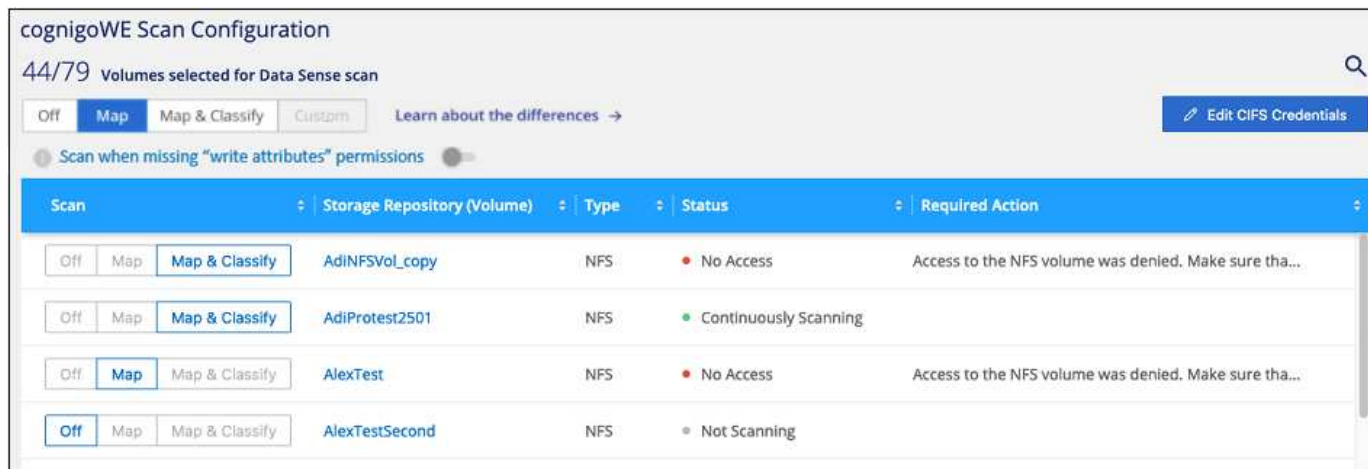 cognigoWE Scan Configuration
44/79 Volumes selected for Data Sense scan
Off Map Map & Classify Custom Learn about the differences → Edit CIFS Credentials
Scan when missing "write attributes" permissions
Scan Storage Repository (Volume) Type Status Required Action
Off Map Map & Classify AdiNFSVol_copy NFS No Access Access to the NFS volume was denied. Make sure tha...
Off Map Map & Classify AdiProtest2501 NFS Continuously Scanning
Off Map Map & Classify AlexTest NFS No Access Access to the NFS volume was denied. Make sure tha...
Off Map Map & Classify AlexTestSecond NFS Not Scanning